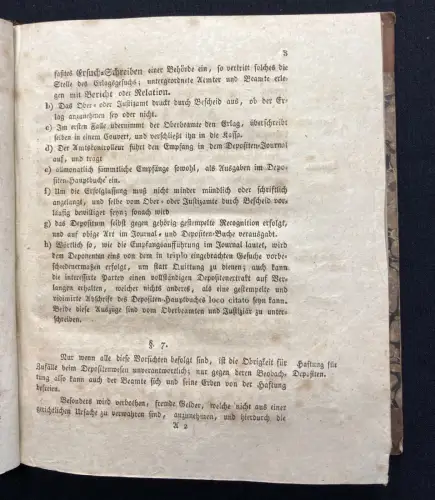 3
faßtes Ersuch-Schreiben einer Behörde ein, so vertritt solches die
Stelle des Erlagsgesuchs; untergeordnete Aemter und Beamte erle-
gen mit Bericht oder Relation.
b) Das Ober- oder Justizamt drückt durch Bescheid aus, ob der Er-
lag anzunehmen sey oder nicht.
c) Im ersten Falle übernimmt der Oberbeamte den Erlag, überschreibt
selben in einem Couvert, und verschließt ihn in die Kassa.
d) Der Amtskontrolleur führt den Empfang in dem Depositen-Journal
auf, und trägt
e) allmonatlich sämmtliche Empfänge sowohl, als Ausgaben im Depo-
siten-Hauptbuche ein.
f) Um die Erfolglassung muß nicht minder mündlich oder schriftlich
angelangt, und selbe vom Ober- oder Justizamte durch Bescheid vor-
läufig bewilliget seyn; sonach wird
g) das Depositum selbst gegen gehörig gestempelte Recognition erfolgt,
und auf obige Art im Journal- und Depositen-Buche verausgabt.
h) Wörtlich so, wie die Empfangsaufführung im Journal lautet, wird
dem Deponenten eins von dem in triplo eingebrachten Gesuche vorbe-
schiedenermaßen erfolgt, um statt Quittung zu dienen; auch kann
die interessirte Partei einen vollständigen Depositenextrakt auf Ver-
langen erhalten, welcher nichts anderes, als eine gestempelte und
vidimirte Abschrift des Depositen-Hauptbuches loco citato seyn kann.
Beide diese Auszüge sind vom Oberbeamten und Justiziär zu unter-
schreiben.
§ 7.
Nur wenn alle diese Vorsichten befolgt sind, ist die Obrigkeit für
Zufälle beim Depositenwesen unverantwortlich; nur gegen deren Beobach-
tung also kann auch der Beamte sich und seine Erben von der Haftung
befreien.
Haftung für
Depositen.
Besonders wird verbothen, fremde Gelder, welche nicht aus einer
gerichtlichen Ursache zu verwahren sind, anzunehmen, und hierdurch die
A 2